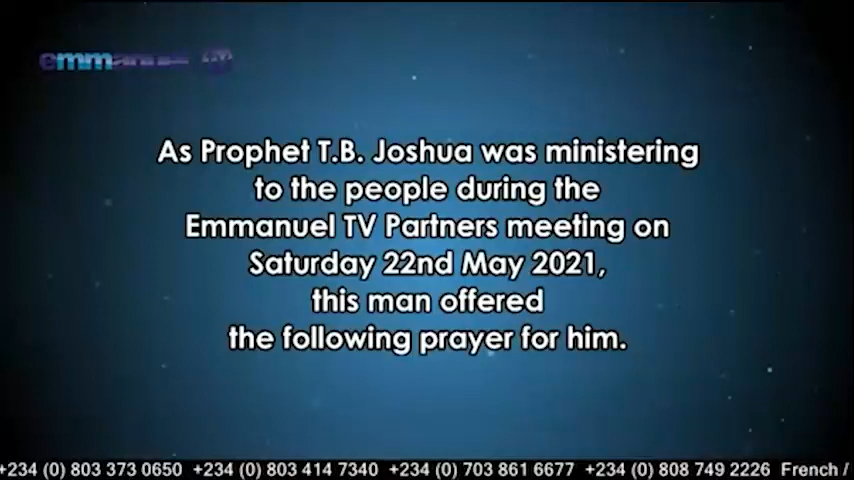 emmanuel tv
As Prophet T.B. Joshua was ministering
to the people during the
Emmanuel TV Partners meeting on
Saturday 22nd May 2021,
this man offered
the following prayer for him.
+234 (0) 803 373 0650 +234 (0) 803 414 7340 +234 (0) 703 861 6677 +234 (0) 808 749 2226 French /